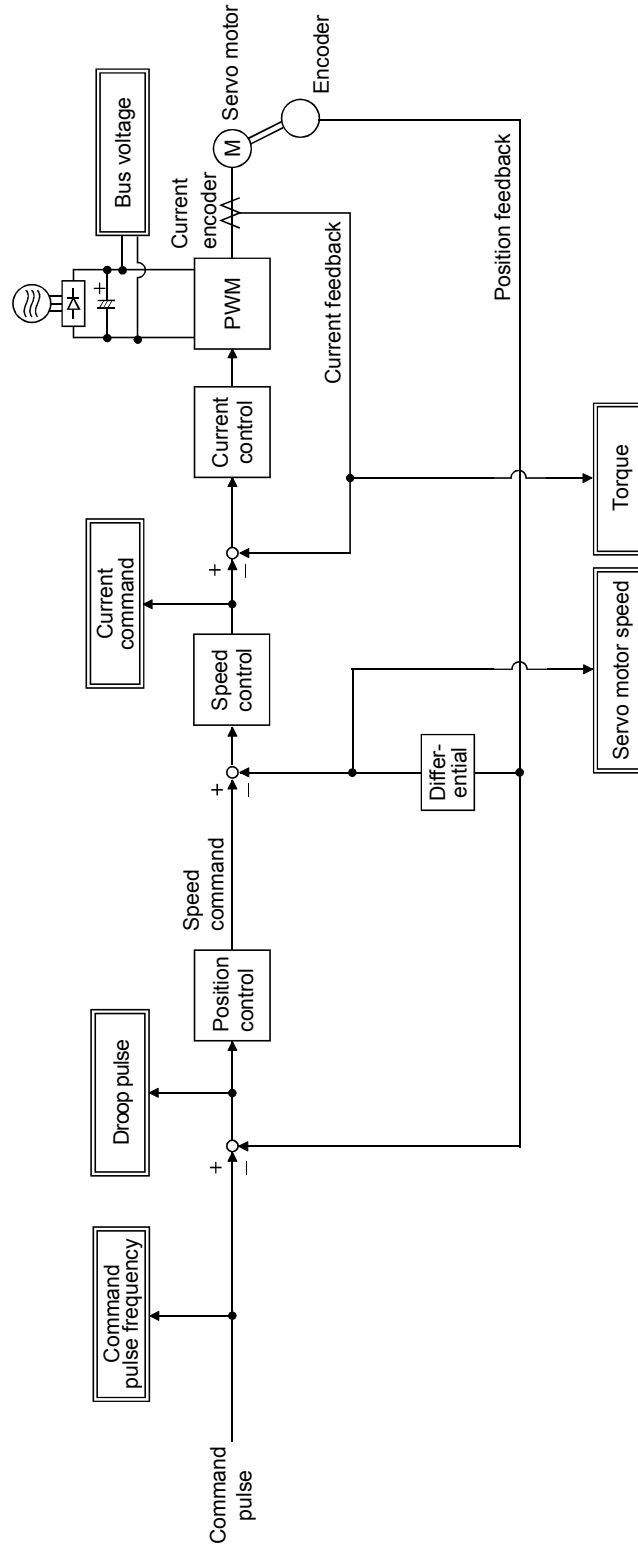 Command
pulse
Command
pulse frequency
+
−
Droop pulse
Position
control
Speed
command
+
−
Speed
control
Current
command
+
−
Current
control
PWM
+
Bus voltage
Current
encoder
M
Servo motor
Encoder
Current feedback
Position feedback
Differ-
ential
Servo motor speed
Torque